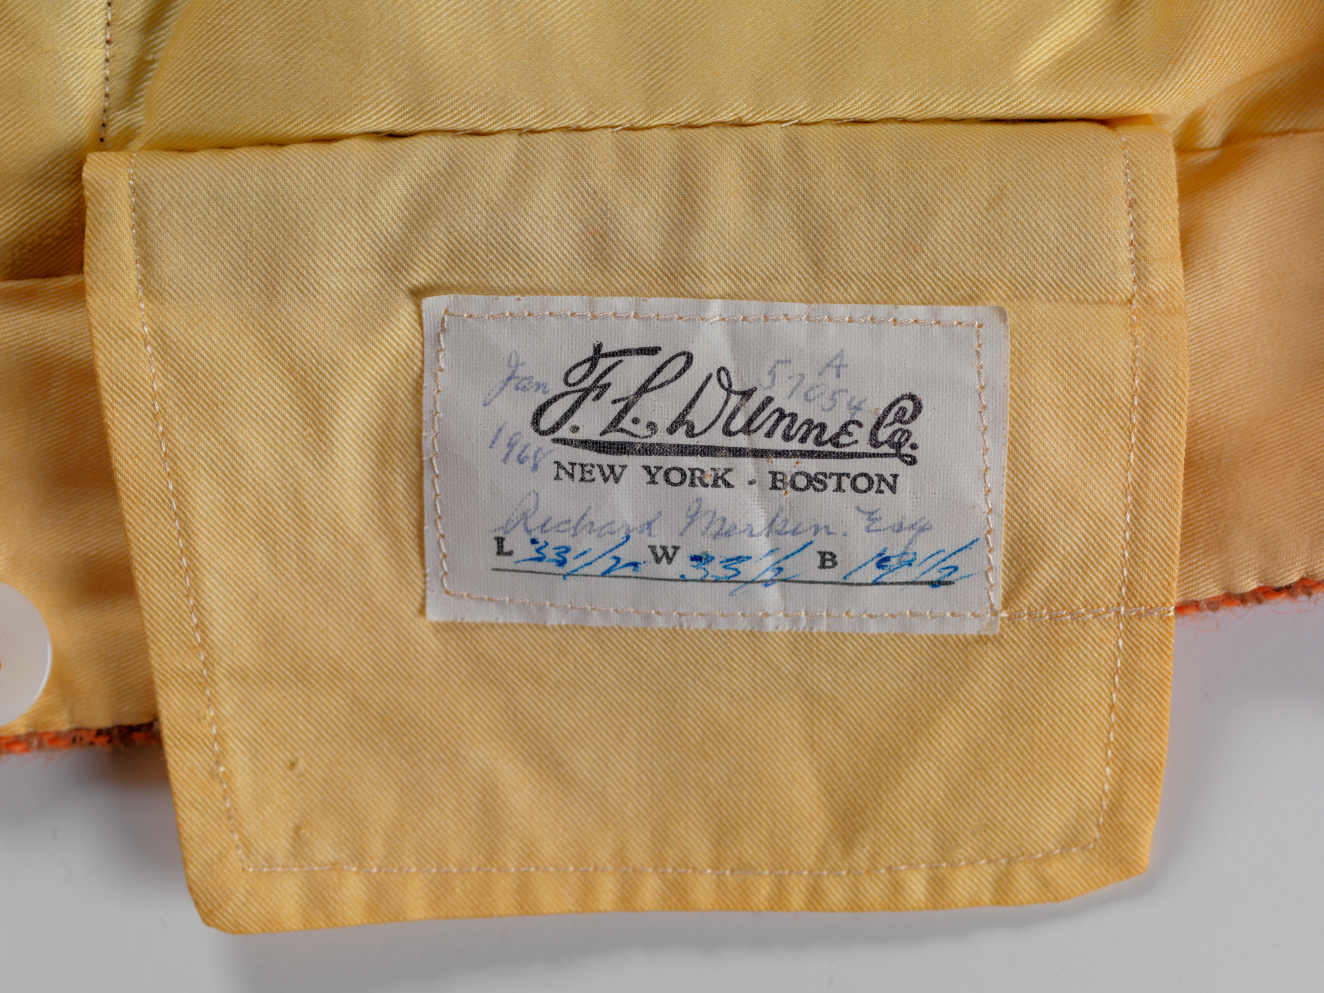 Jan 57054 A
F. L. Dunne Co.
1968
NEW YORK - BOSTON
Richard Merkin. Esq
L 33 1/2 W 33 1/2 B 19 1/2